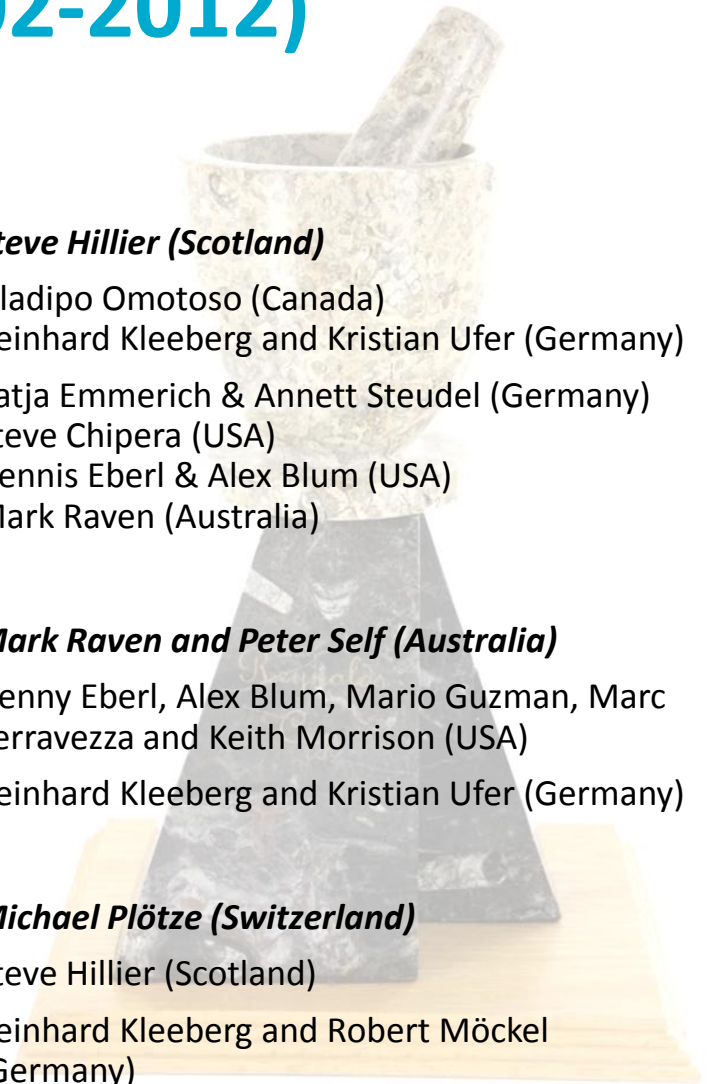 02-2012)
teve Hillier (Scotland)
ladipo Omotoso (Canada)
einhard Kleeberg and Kristian Ufer (Germany)
atja Emmerich & Annett Steudel (Germany)
teve Chipera (USA)
ennis Eberl & Alex Blum (USA)
Mark Raven (Australia)
Mark Raven and Peter Self (Australia)
enny Eberl, Alex Blum, Mario Guzman, Marc
erravezza and Keith Morrison (USA)
einhard Kleeberg and Kristian Ufer (Germany)
Michael Plötze (Switzerland)
teve Hillier (Scotland)
einhard Kleeberg and Robert Möckel
Germany)